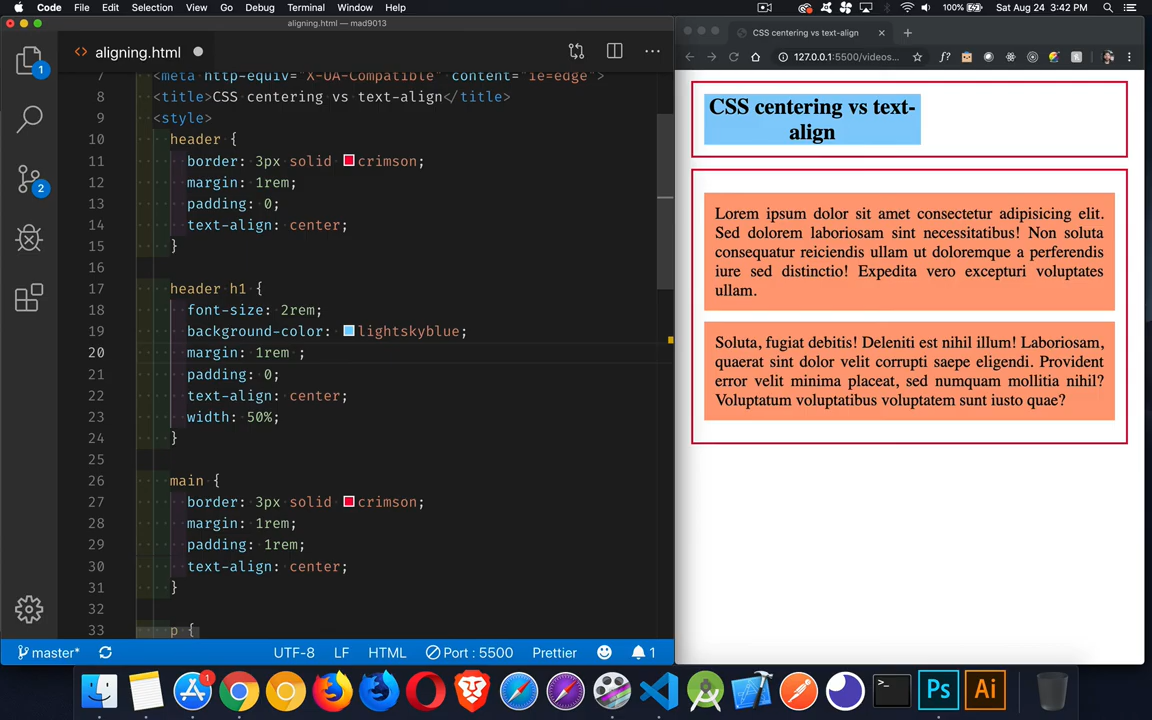 Code File Edit Selection View Go Debug Terminal Window Help 100% Sat Aug 24 3:42 PM
aligning.html — mad9013
<> aligning.html ● ...
7 <meta http-equiv="X-UA-Compatible" content="ie=edge">
8 <title>CSS centering vs text-align</title>
9 <style>
10 header {
11 border: 3px solid crimson;
12 margin: 1rem;
13 padding: 0;
14 text-align: center;
15 }
16
17 header h1 {
18 font-size: 2rem;
19 background-color: lightskyblue;
20 margin: 1rem ;
21 padding: 0;
22 text-align: center;
23 width: 50%;
24 }
25
26 main {
27 border: 3px solid crimson;
28 margin: 1rem;
29 padding: 1rem;
30 text-align: center;
31 }
32
33 p {
1
2
master* UTF-8 LF HTML Port : 5500 Prettier 1
CSS centering vs text-align
127.0.0.1:5500/videos... f?
CSS centering vs text-
align
Lorem ipsum dolor sit amet consectetur adipisicing elit.
Sed dolorem laboriosam sint necessitatibus! Non soluta
consequatur reiciendis ullam ut doloremque a perferendis
iure sed distinctio! Expedita vero excepturi voluptates
ullam.
Soluta, fugiat debitis! Deleniti est nihil illum! Laboriosam,
quaerat sint dolor velit corrupti saepe eligendi. Provident
error velit minima placeat, sed numquam mollitia nihil?
Voluptatum voluptatibus voluptatem sunt iusto quae?
1
>_
Ps
Ai